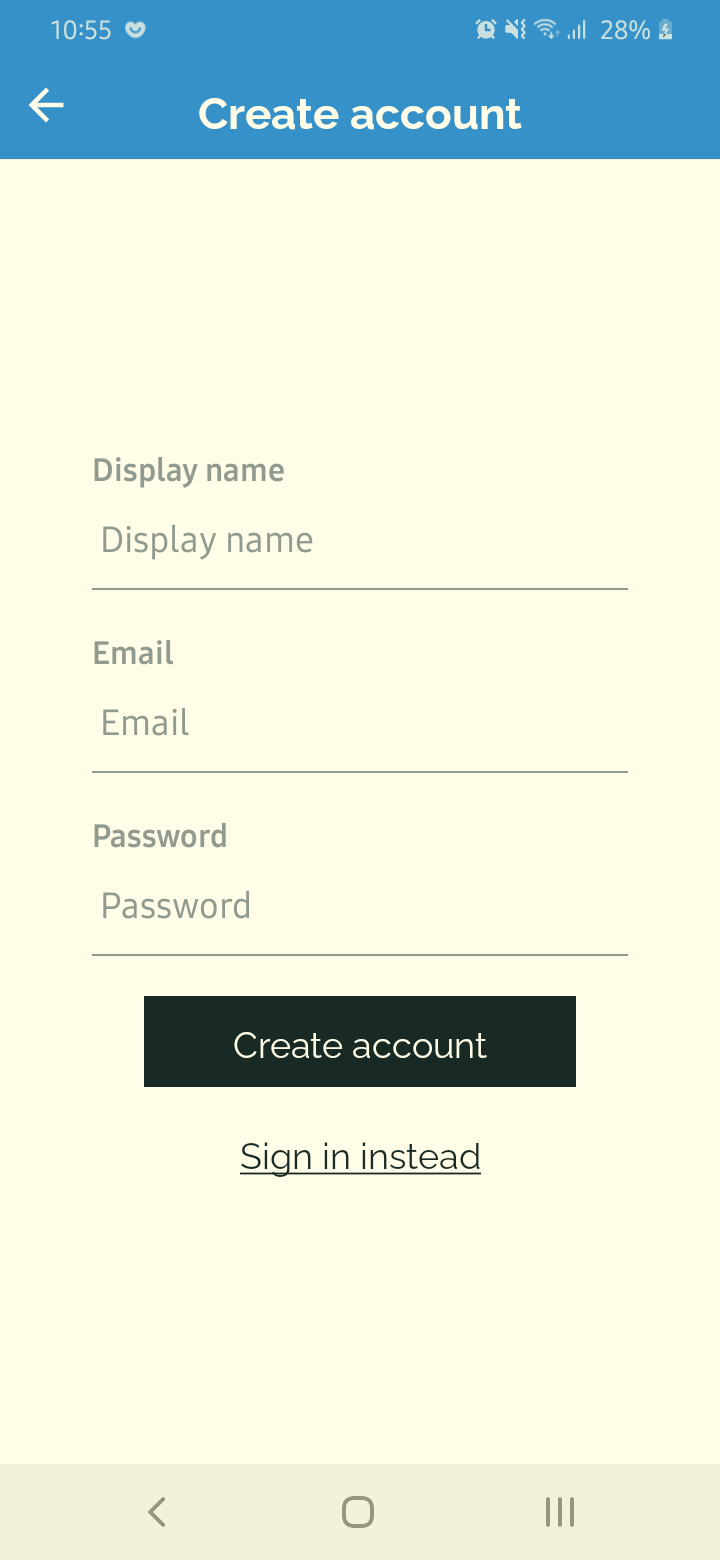 10:55 28%
Create account
Display name
Display name
Email
Email
Password
Password
Create account
Sign in instead